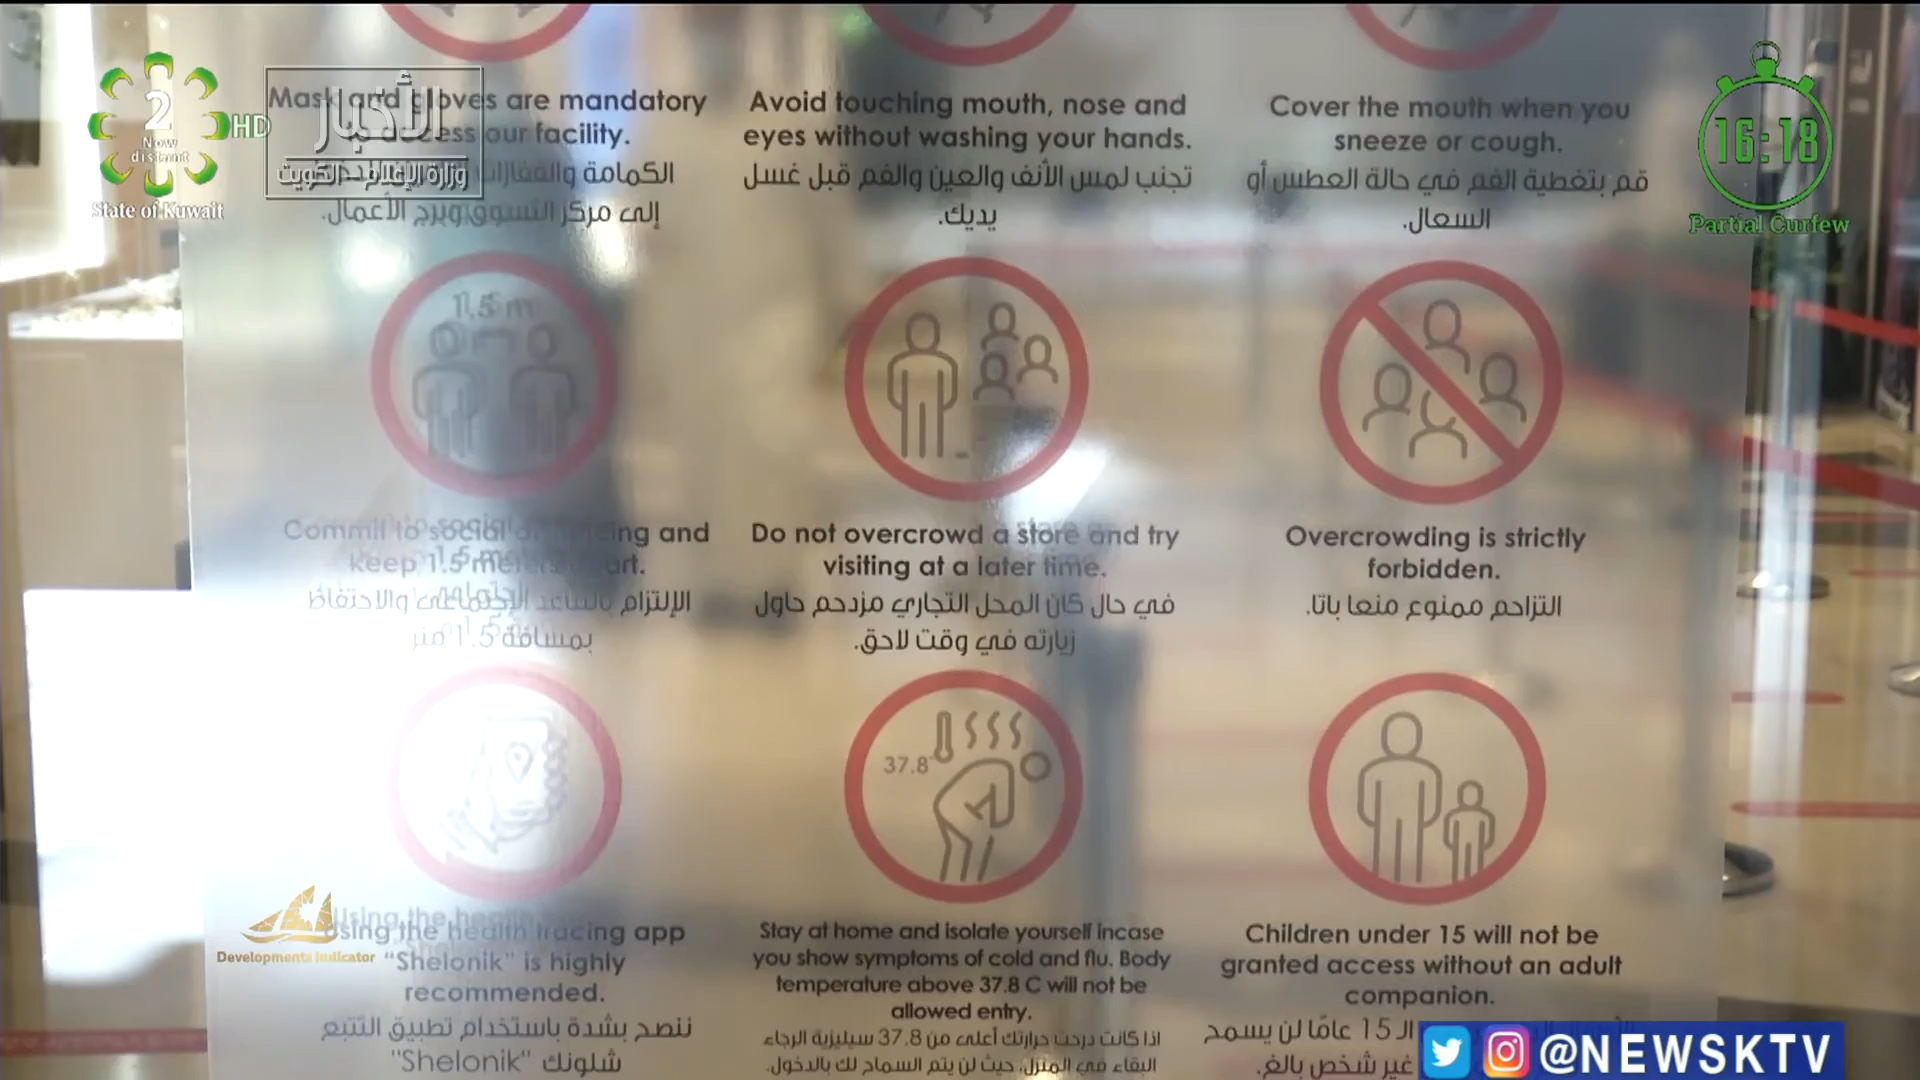 2
Now
distant
HD
State of Kuwait
الأخبار
وزارة الإعلام - الكويت
16:18
Partial Curfew
Mask and gloves are mandatory
access our facility.
الكمامة والقفازات
إلى مركز التسوق وبرج الأعمال.
Avoid touching mouth, nose and
eyes without washing your hands.
تجنب لمس الأنف والعين والفم قبل غسل
يديك.
Cover the mouth when you
sneeze or cough.
قم بتغطية الفم في حالة العطس أو
السعال.
1.5 m
Commit to social distancing and
keep 1.5 meters apart.
الإلتزام بالتباعد الإجتماعي والاحتفاظ
بمسافة 1.5 متر
Do not overcrowd a store and try
visiting at a later time.
في حال كان المحل التجاري مزدحم حاول
زيارته في وقت لاحق.
Overcrowding is strictly
forbidden.
التزاحم ممنوع منعا باتا.
37.8
Using the health tracing app
"Shelonik" is highly
recommended.
ننصح بشدة باستخدام تطبيق التتبع
شلونك "Shelonik"
Stay at home and isolate yourself incase
you show symptoms of cold and flu. Body
temperature above 37.8 C will not be
allowed entry.
اذا كانت درجت حرارتك أعلى من 37.8 سيليزية الرجاء
البقاء في المنزل، حيث لن يتم السماح لك بالدخول.
Children under 15 will not be
granted access without an adult
companion.
الـ 15 عامًا لن يسمح
غير شخص بالغ.
Developments Indicator
@NEWSKTV